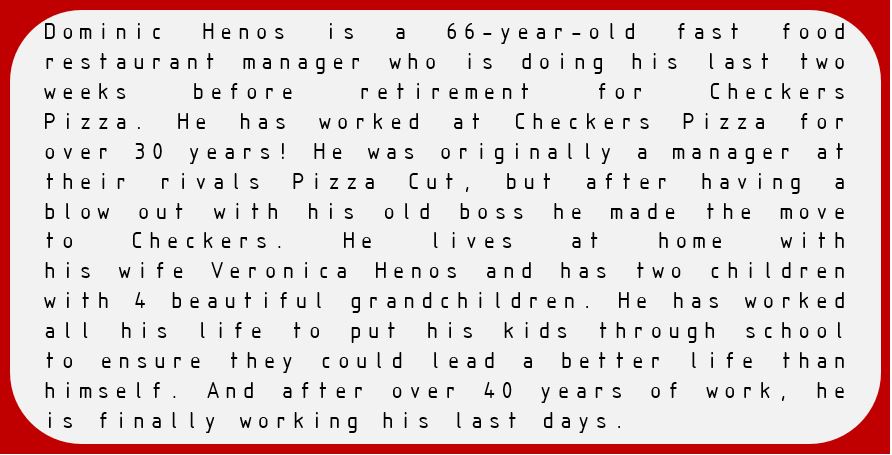 Dominic Henos is a 66-year-old fast food
restaurant manager who is doing his last two
weeks before retirement for Checkers
Pizza. He has worked at Checkers Pizza for
over 30 years! He was originally a manager at
their rivals Pizza Cut, but after having a
blow out with his old boss he made the move
to Checkers. He lives at home with
his wife Veronica Henos and has two children
with 4 beautiful grandchildren. He has worked
all his life to put his kids through school
to ensure they could lead a better life than
himself. And after over 40 years of work, he
is finally working his last days.